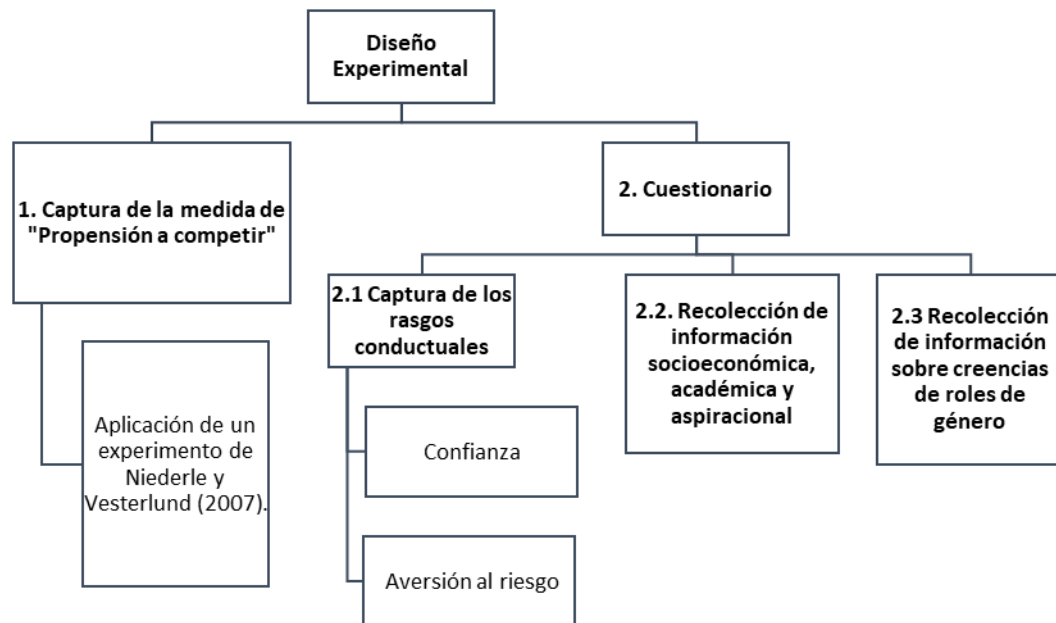 Diseño
Experimental
1. Captura de la medida de
"Propensión a competir"
Aplicación de un
experimento de
Niederle y
Vesterlund (2007).
2. Cuestionario
2.1 Captura de los
rasgos
conductuales
Confianza
Aversión al riesgo
2.2. Recolección de
información
socioeconómica,
académica y
aspiracional
2.3 Recolección
de información
sobre creencias
de roles de
género